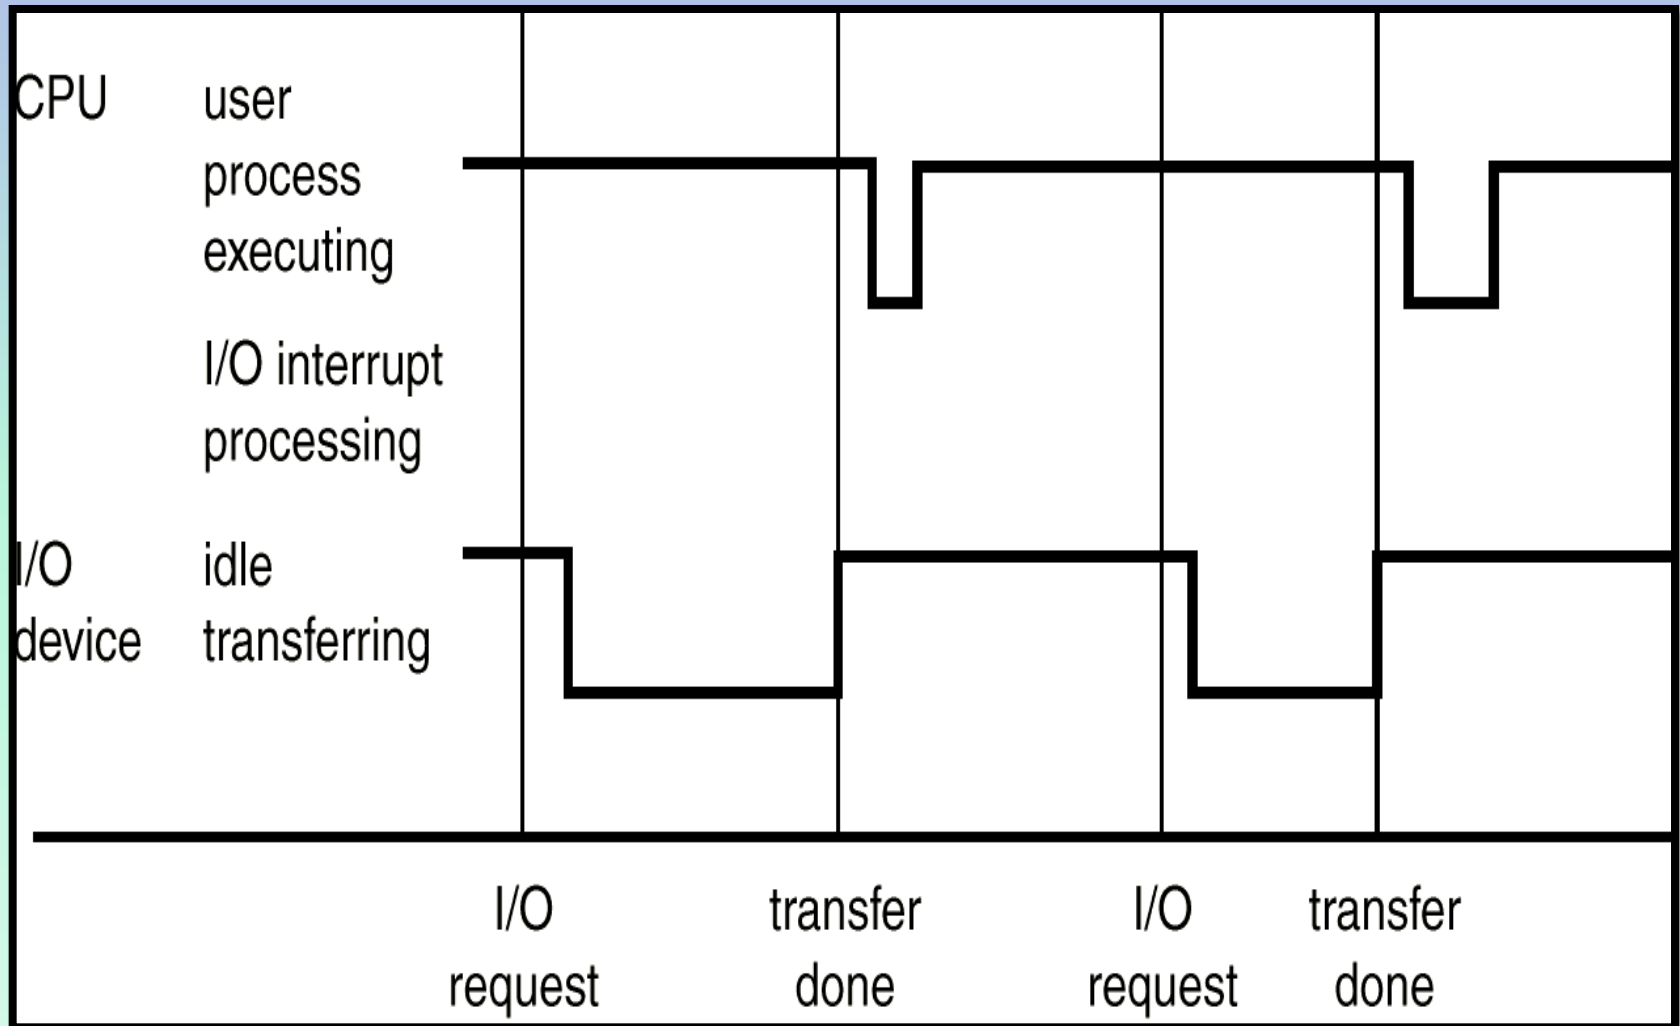 CPU user
process
executing
I/O interrupt
processing
I/O idle
device transferring
I/O transfer I/O transfer
request done request done